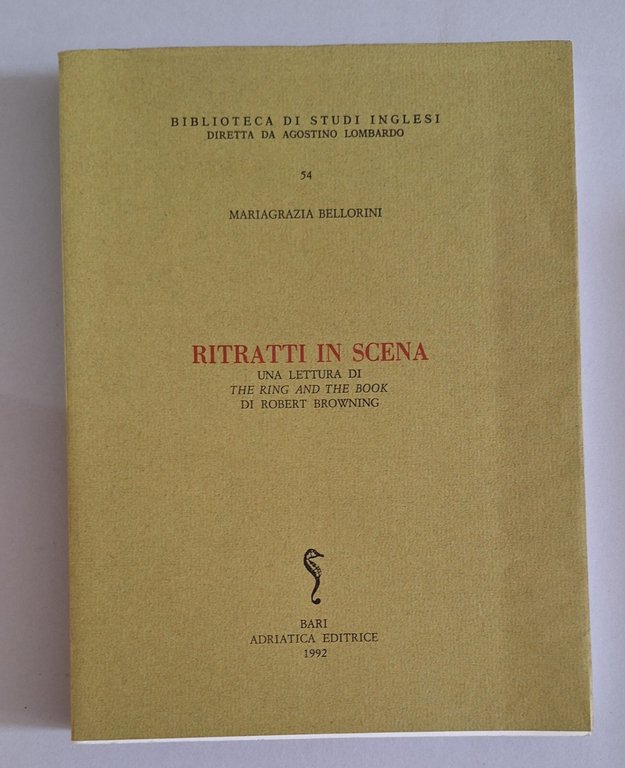 BIBLIOTECA DI STUDI INGLESI
DIRETTA DA AGOSTINO LOMBARDO
54
MARIAGRAZIA BELLORINI
RITRATTI IN SCENA
UNA LETTURA DI
THE RING AND THE BOOK
DI ROBERT BROWNING
BARI
ADRIATICA EDITRICE
1992